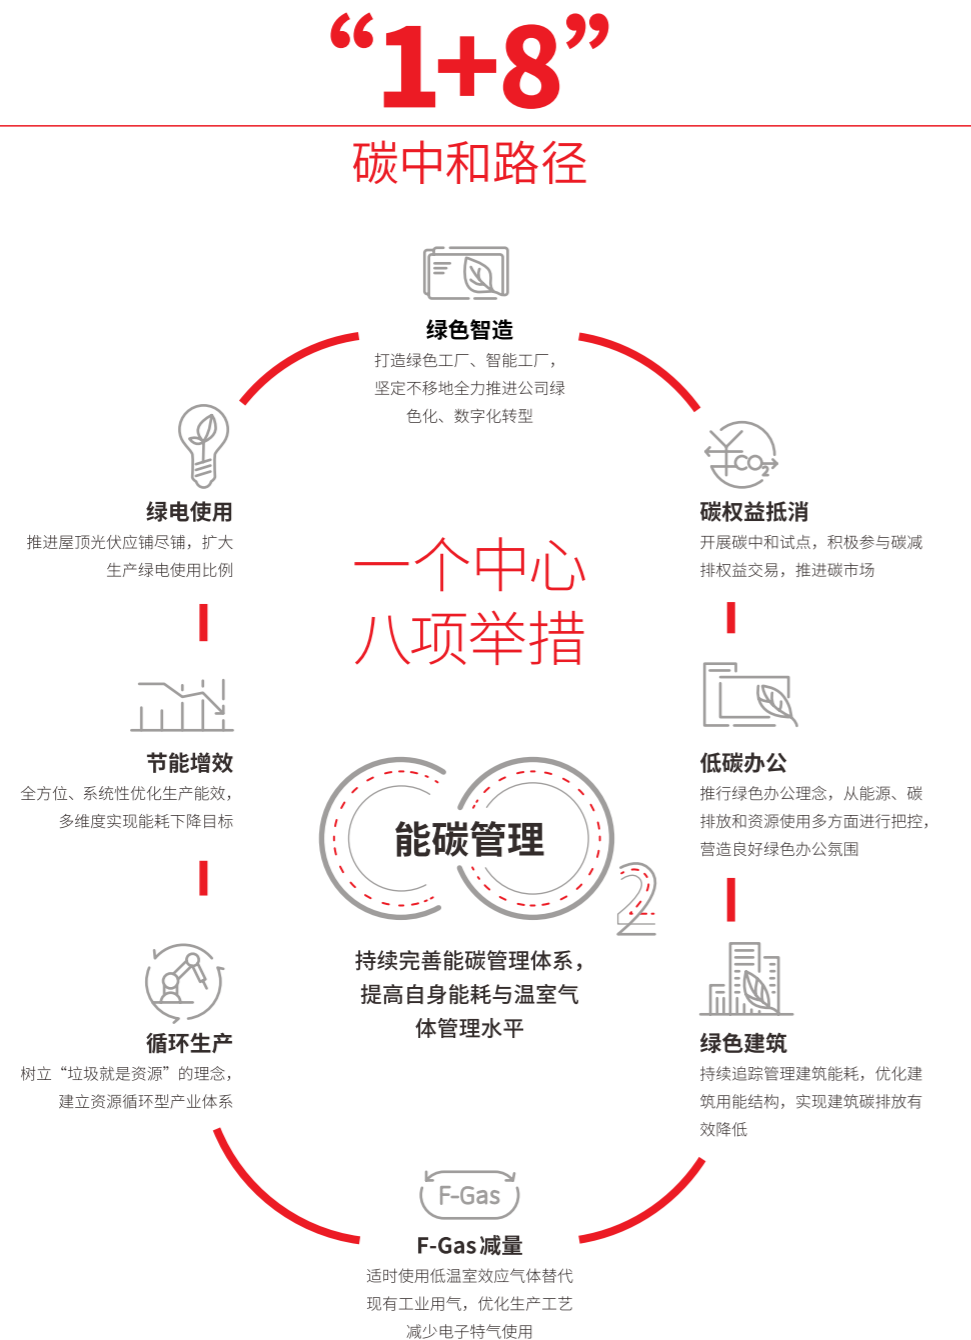 “1+8”
碳中和路径
绿色智造
打造绿色工厂、智能工厂，
坚定不移地全力推进公司绿
色化、数字化转型
绿电使用
推进屋顶光伏应铺尽铺，扩大
生产绿电使用比例
CO2
碳权益抵消
开展碳中和试点，积极参与碳减
排权益交易，推进碳市场
一个中心
八项举措
节能增效
全方位、系统性优化生产能效，
多维度实现能耗下降目标
低碳办公
推行绿色办公理念，从能源、碳
排放和资源使用多方面进行把控，
营造良好绿色办公氛围
能碳管理
2
持续完善能碳管理体系，
提高自身能耗与温室气
体管理水平
循环生产
树立“垃圾就是资源”的理念，
建立资源循环型产业体系
绿色建筑
持续追踪管理建筑能耗，优化建
筑用能结构，实现建筑碳排放有
效降低
F-Gas
F-Gas减量
适时使用低温室效应气体替代
现有工业用气，优化生产工艺
减少电子特气使用